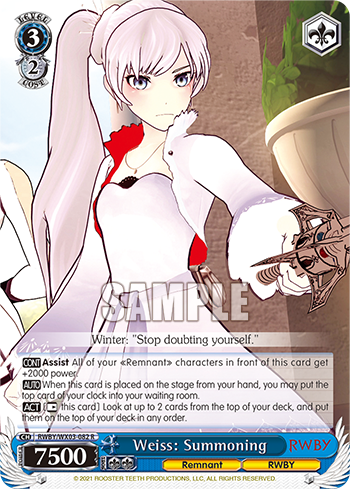 LEVEL
3
2
COST
SAMPLE
Winter: "Stop doubting yourself."
CONT Assist All of your «Remnant» characters in front of this card get
+2000 power.
AUTO When this card is placed on the stage from your hand, you may put the
top card of your clock into your waiting room.
ACT [ this card] Look at up to 2 cards from the top of your deck, and put
them on the top of your deck in any order.
CH RWBY/WX03-082 R
Weiss: Summoning
RWBY
POWER 7500
Remnant
RWBY
© 2021 ROOSTER TEETH PRODUCTIONS, LLC, ALL RIGHTS RESERVED.